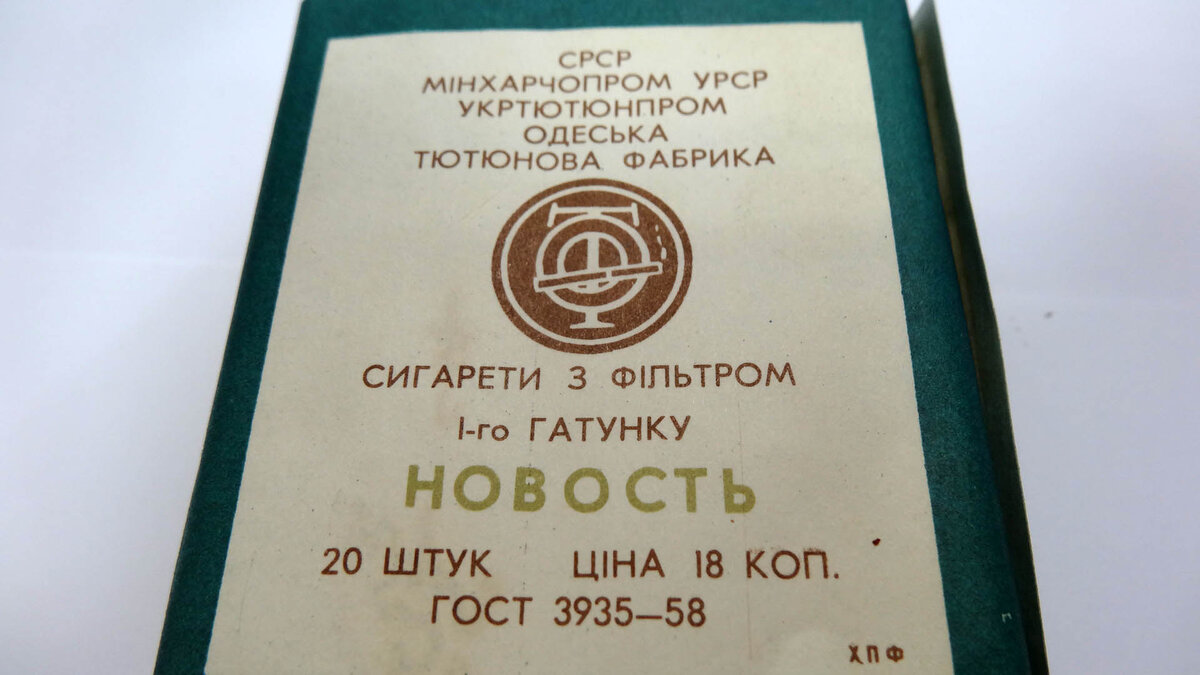 СРСР
МІНХАРЧОПРОМ УРСР
УКРТЮТЮНПРОМ
ОДЕСЬКА
ТЮТЮНОВА ФАБРИКА
СИГАРЕТИ З ФІЛЬТРОМ
І-го ГАТУНКУ
НОВОСТЬ
20 ШТУК ЦІНА 18 КОП.
ГОСТ 3935—58
ХПФ